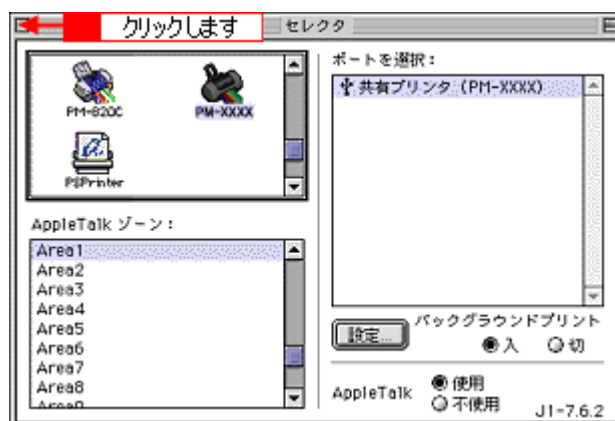 クリックします
セレクタ
PM-820C
PM-XXXX
PSPrinter
AppleTalk ゾーン：
Area1
Area2
Area3
Area4
Area5
Area6
Area7
Area8
Area9
ポートを選択：
共有プリンタ（PM-XXXX）
設定...
バックグラウンドプリント
入 切
AppleTalk
使用
不使用
J1-7.6.2